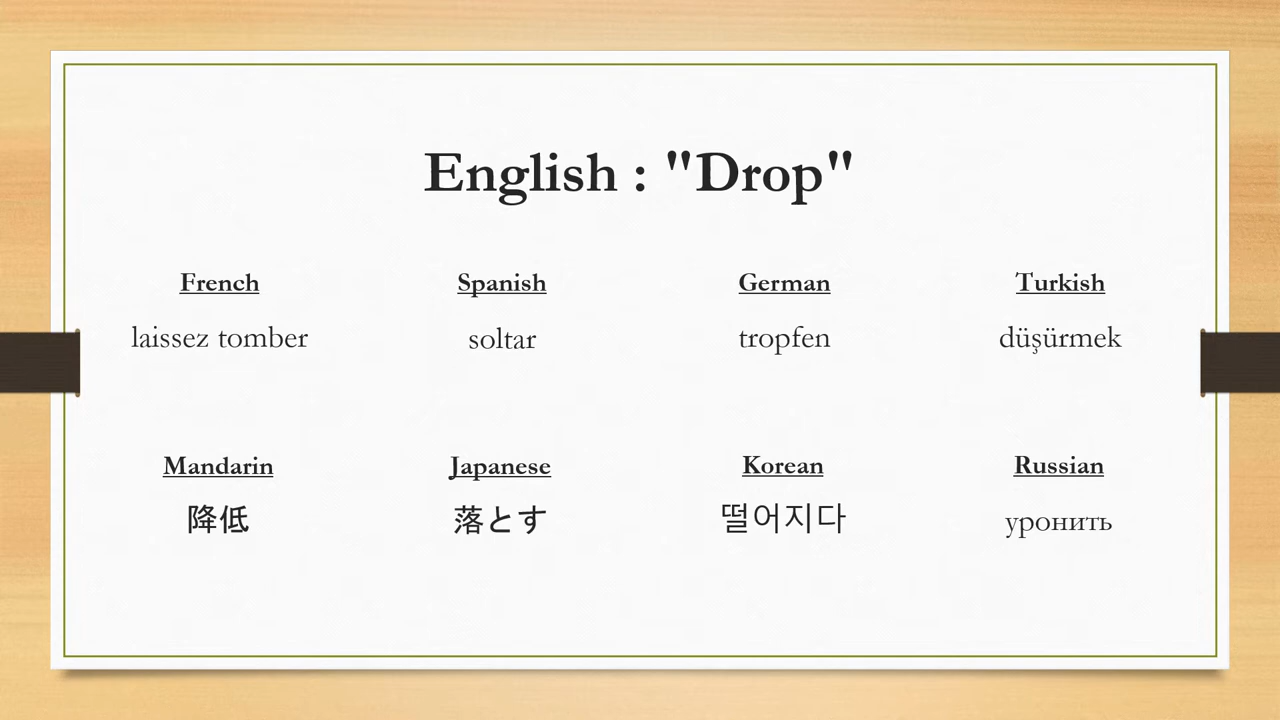 English : "Drop"
French
Spanish
German
Turkish
laissez tomber
soltar
tropfen
düşürmek
Mandarin
Japanese
Korean
Russian
降低
落とす
떨어지다
уронить